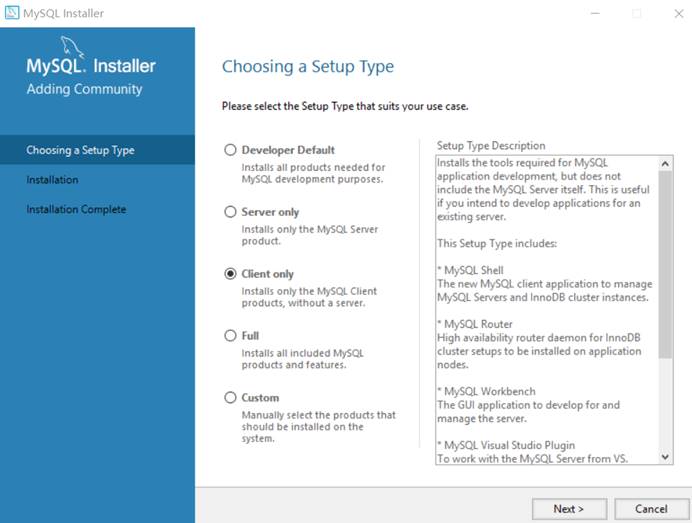 MySQL Installer
MySQL. Installer
Adding Community
Choosing a Setup Type
Installation
Installation Complete
Choosing a Setup Type
Please select the Setup Type that suits your use case.
Developer Default
Installs all products needed for
MySQL development purposes.
Server only
Installs only the MySQL Server
product.
Client only
Installs only the MySQL Client
products, without a server.
Full
Installs all included MySQL
products and features.
Custom
Manually select the products that
should be installed on the
system.
Setup Type Description
Installs the tools required for MySQL
application development, but does not
include the MySQL Server itself. This is useful
if you intend to develop applications for an
existing server.
This Setup Type includes:
* MySQL Shell
The new MySQL client application to manage
MySQL Servers and InnoDB cluster instances.
* MySQL Router
High availability router daemon for InnoDB
cluster setups to be installed on application
nodes.
* MySQL Workbench
The GUI application to develop for and
manage the server.
* MySQL Visual Studio Plugin
To work with the MySQL Server from VS.
Next >
Cancel